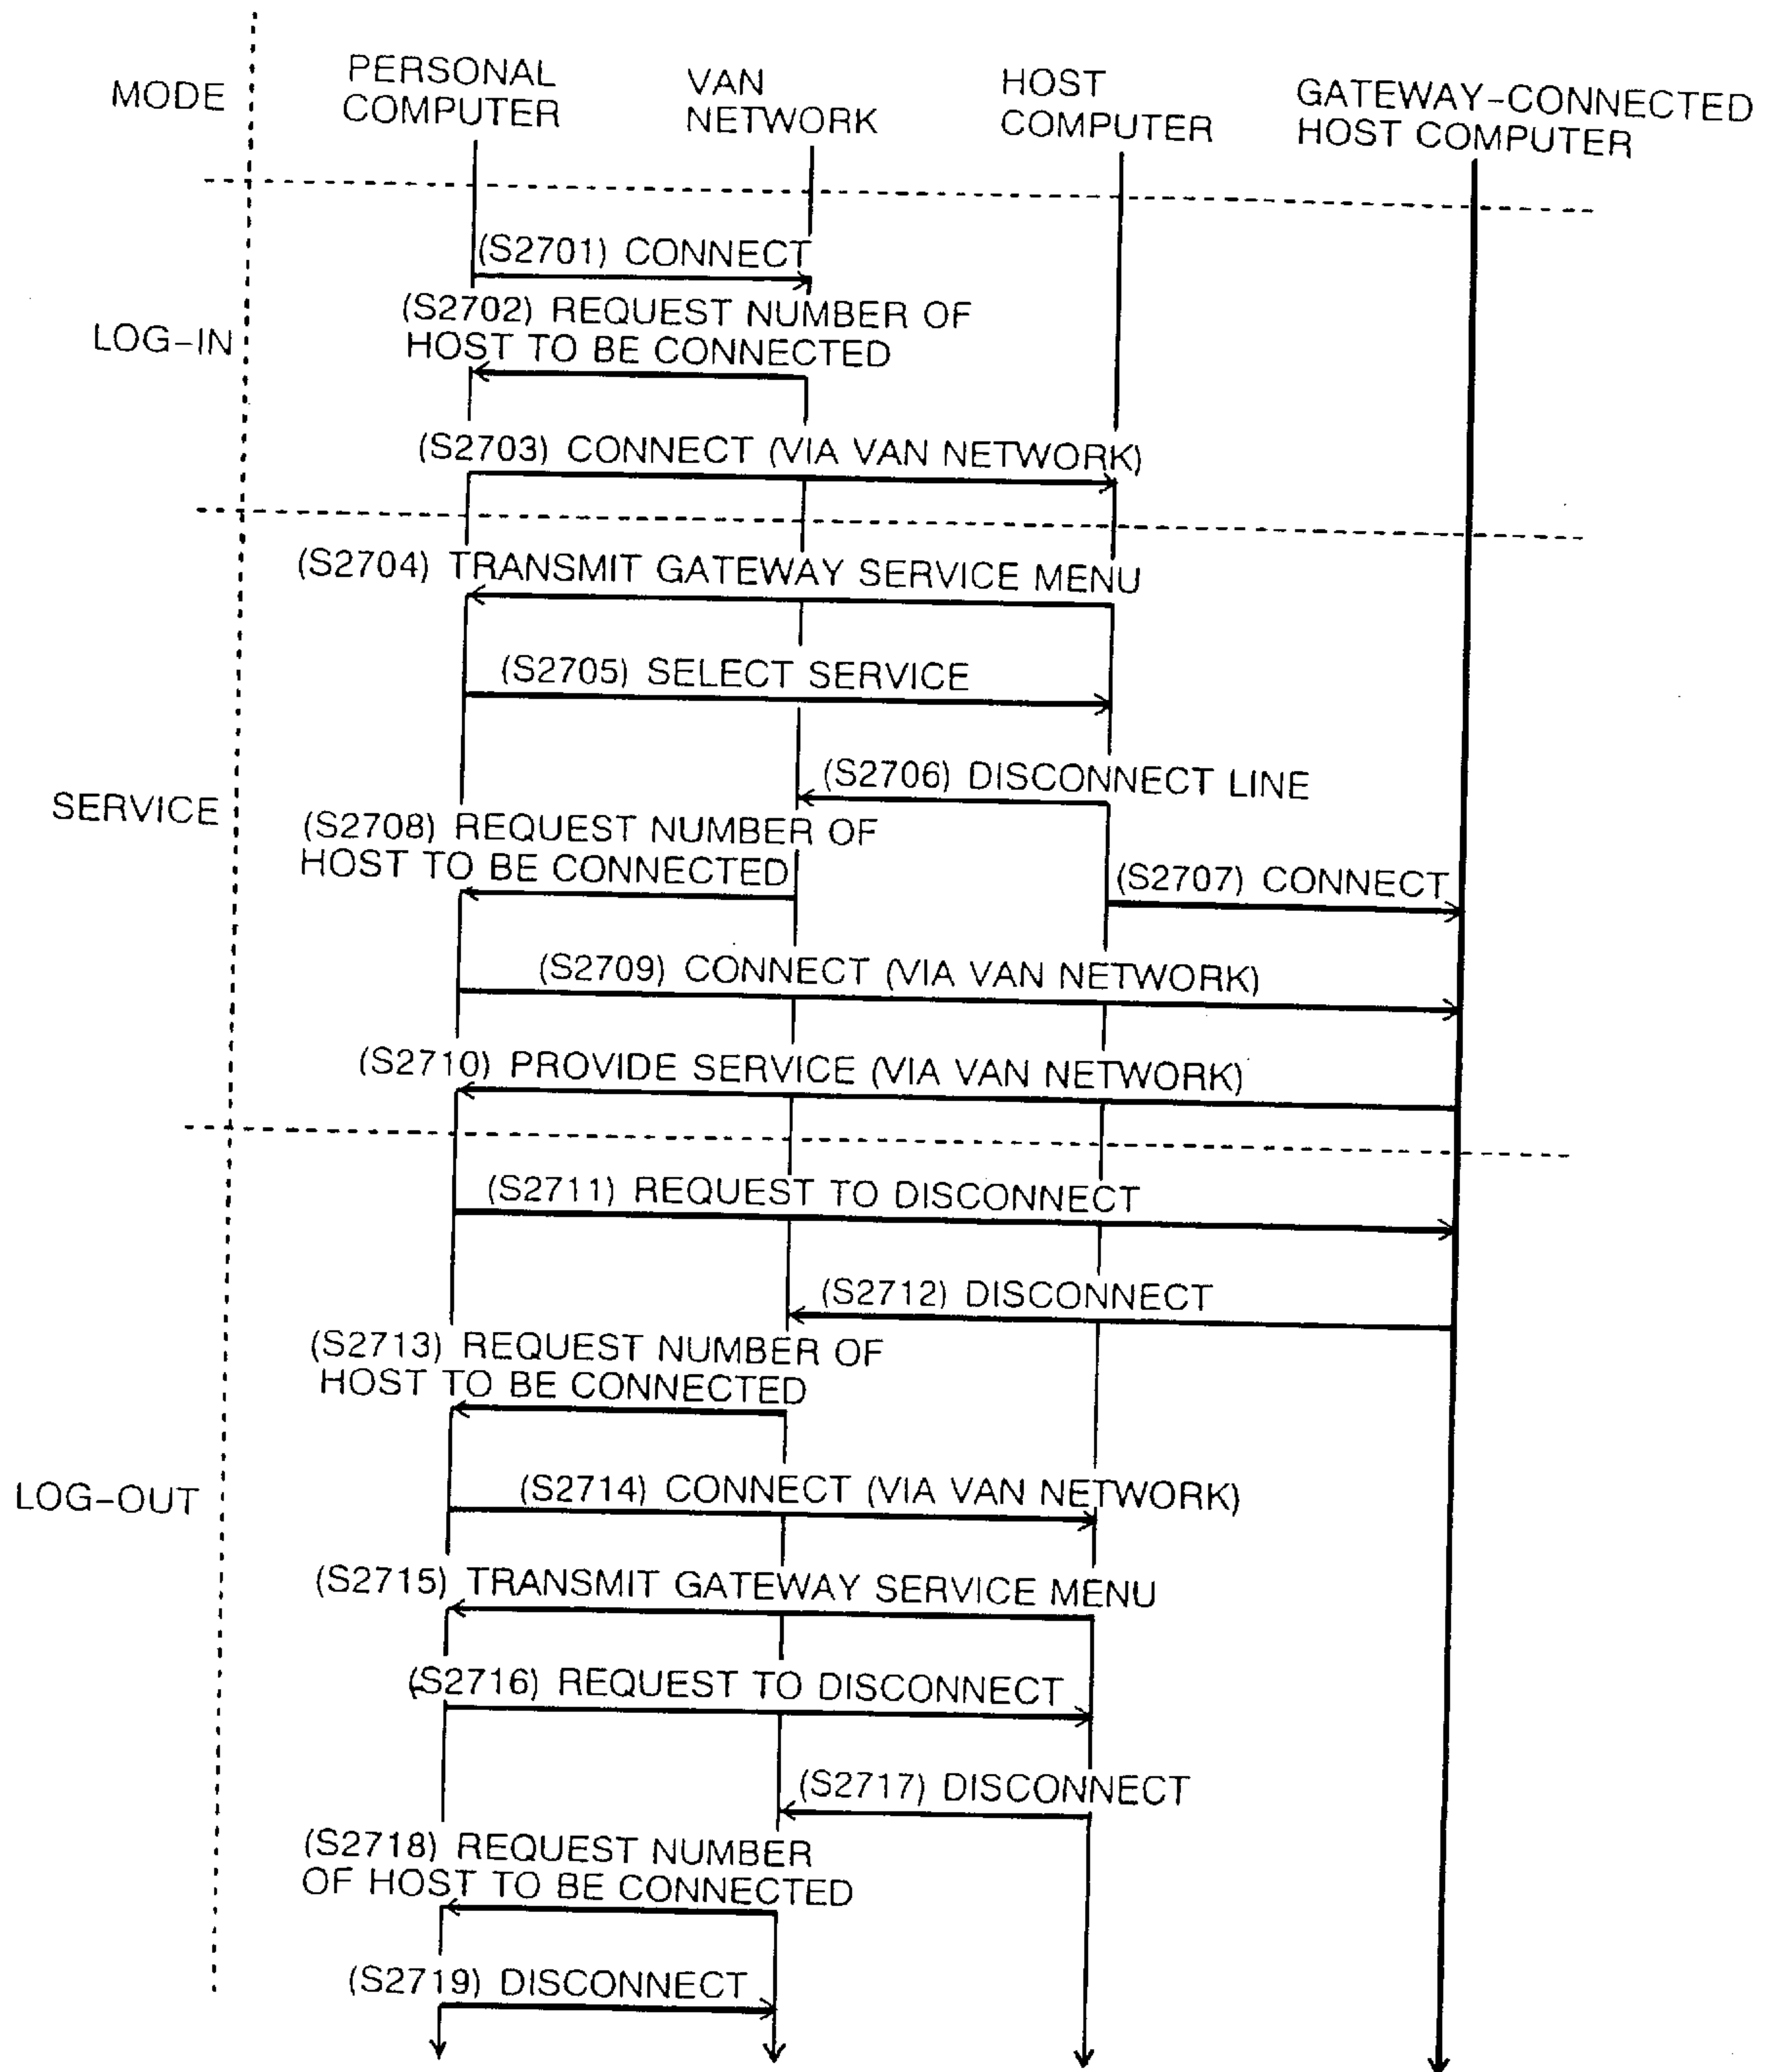 MODE
PERSONAL
COMPUTER
VAN
NETWORK
HOST
COMPUTER
GATEWAY-CONNECTED
HOST COMPUTER
LOG-IN
(S2701) CONNECT
(S2702) REQUEST NUMBER OF
HOST TO BE CONNECTED
(S2703) CONNECT (VIA VAN NETWORK)
SERVICE
(S2704) TRANSMIT GATEWAY SERVICE MENU
(S2705) SELECT SERVICE
(S2706) DISCONNECT LINE
(S2708) REQUEST NUMBER OF
HOST TO BE CONNECTED
(S2707) CONNECT
(S2709) CONNECT (VIA VAN NETWORK)
(S2710) PROVIDE SERVICE (VIA VAN NETWORK)
LOG-OUT
(S2711) REQUEST TO DISCONNECT
(S2712) DISCONNECT
(S2713) REQUEST NUMBER OF
HOST TO BE CONNECTED
(S2714) CONNECT (VIA VAN NETWORK)
(S2715) TRANSMIT GATEWAY SERVICE MENU
(S2716) REQUEST TO DISCONNECT
(S2717) DISCONNECT
(S2718) REQUEST NUMBER
OF HOST TO BE CONNECTED
(S2719) DISCONNECT